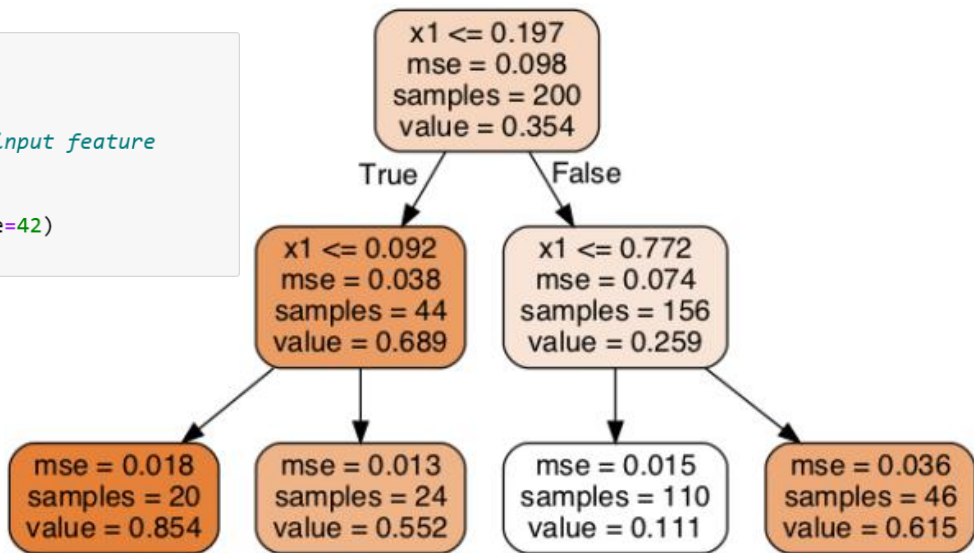 input feature
=42)
x1 <= 0.197
mse = 0.098
samples = 200
value = 0.354
True
False
x1 <= 0.092
mse = 0.038
samples = 44
value = 0.689
x1 <= 0.772
mse = 0.074
samples = 156
value = 0.259
mse = 0.018
samples = 20
value = 0.854
mse = 0.013
samples = 24
value = 0.552
mse = 0.015
samples = 110
value = 0.111
mse = 0.036
samples = 46
value = 0.615